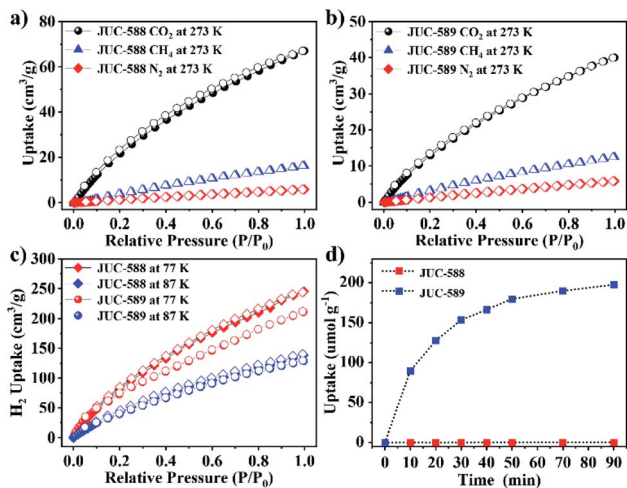 a)
JUC-588 CO₂ at 273 K
JUC-588 CH₄ at 273 K
JUC-588 N₂ at 273 K
Uptake (cm³/g)
80
60
40
20
0
0.0 0.2 0.4 0.6 0.8 1.0
Relative Pressure (P/P₀)
b)
JUC-589 CO₂ at 273 K
JUC-589 CH₄ at 273 K
JUC-589 N₂ at 273 K
Uptake (cm³/g)
50
40
30
20
10
0
0.0 0.2 0.4 0.6 0.8 1.0
Relative Pressure (P/P₀)
c)
JUC-588 at 77 K
JUC-588 at 87 K
JUC-589 at 77 K
JUC-589 at 87 K
H₂ Uptake (cm³/g)
300
250
200
150
100
50
0
0.0 0.2 0.4 0.6 0.8 1.0
Relative Pressure (P/P₀)
d)
JUC-588
JUC-589
Uptake (umol g⁻¹)
200
150
100
50
0
0 10 20 30 40 50 60 70 80 90
Time (min)